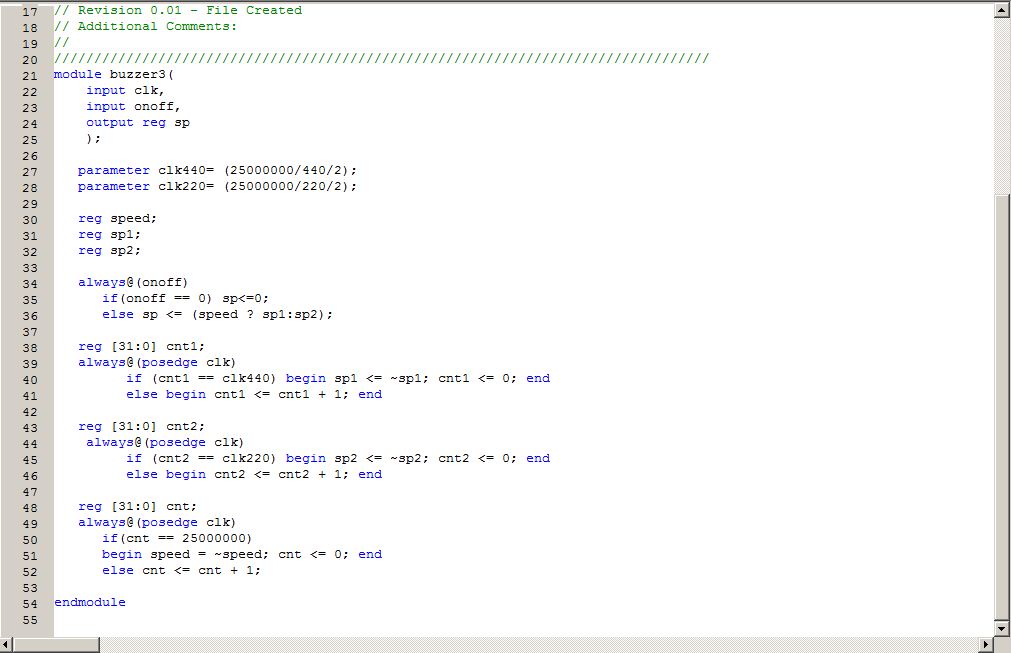 17 // Revision 0.01 - File Created
18 // Additional Comments:
19 //
20 //////////////////////////////////////////////////////////////////////////////////
21 module buzzer3(
22     input clk,
23     input onoff,
24     output reg sp
25     );
26
27    parameter clk440= (25000000/440/2);
28    parameter clk220= (25000000/220/2);
29
30    reg speed;
31    reg sp1;
32    reg sp2;
33
34    always@(onoff)
35       if(onoff == 0) sp<=0;
36       else sp <= (speed ? sp1:sp2);
37
38    reg [31:0] cnt1;
39    always@(posedge clk)
40          if (cnt1 == clk440) begin sp1 <= ~sp1; cnt1 <= 0; end
41          else begin cnt1 <= cnt1 + 1; end
42
43    reg [31:0] cnt2;
44     always@(posedge clk)
45          if (cnt2 == clk220) begin sp2 <= ~sp2; cnt2 <= 0; end
46          else begin cnt2 <= cnt2 + 1; end
47
48    reg [31:0] cnt;
49    always@(posedge clk)
50       if(cnt == 25000000)
51       begin speed = ~speed; cnt <= 0; end
52       else cnt <= cnt + 1;
53
54 endmodule
55